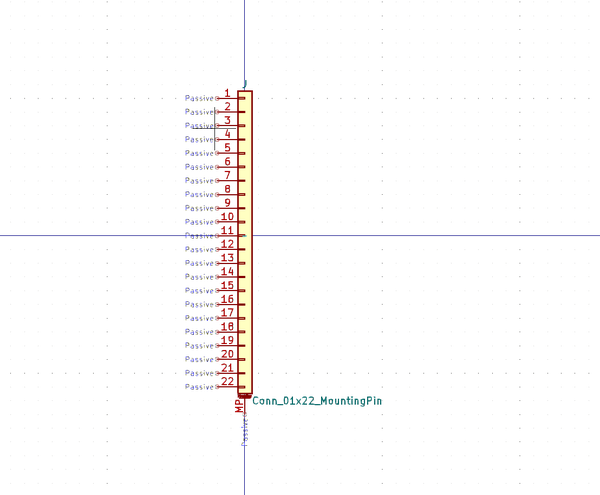 J
Passive 1
Passive 2
Passive 3
Passive 4
Passive 5
Passive 6
Passive 7
Passive 8
Passive 9
Passive 10
Passive 11
Passive 12
Passive 13
Passive 14
Passive 15
Passive 16
Passive 17
Passive 18
Passive 19
Passive 20
Passive 21
Passive 22
MP
Conn_01x22_MountingPin
Passive